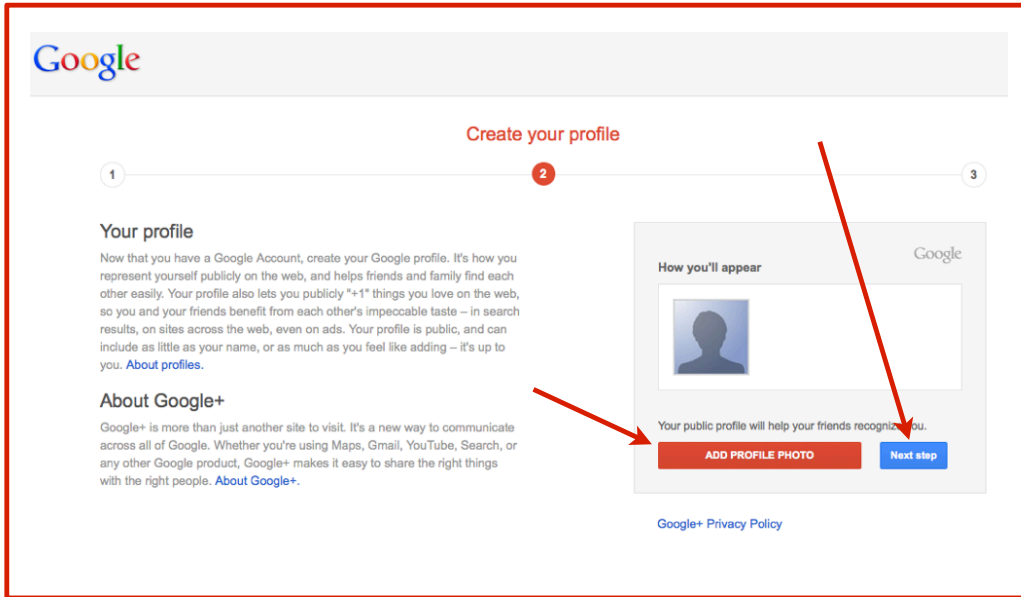 Google
Create your profile
1
2
3
Your profile
Now that you have a Google Account, create your Google profile. It's how you
represent yourself publicly on the web, and helps friends and family find each
other easily. Your profile also lets you publicly "+1" things you love on the web,
so you and your friends benefit from each other's impeccable taste – in search
results, on sites across the web, even on ads. Your profile is public, and can
include as little as your name, or as much as you feel like adding – it's up to
you. About profiles.
About Google+
Google+ is more than just another site to visit. It's a new way to communicate
across all of Google. Whether you're using Maps, Gmail, YouTube, Search, or
any other Google product, Google+ makes it easy to share the right things
with the right people. About Google+.
Google
How you'll appear
Your public profile will help your friends recognize you.
ADD PROFILE PHOTO
Next step
Google+ Privacy Policy